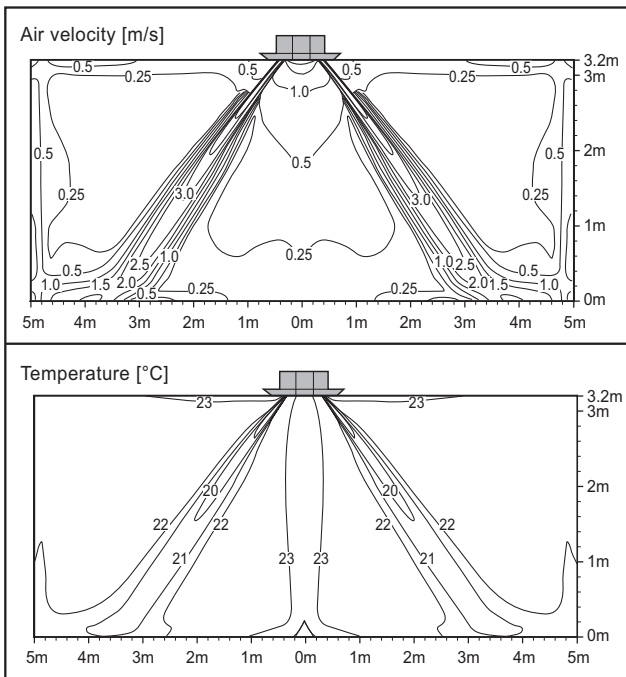 Air velocity [m/s]
0.5 0.25 0.5 0.5 0.25 0.5 3.2m
1.0 3m
0.5 0.5 2m
0.25 3.0 0.5 3.0 0.25
1m
0.5 2.5 1.0 0.25 1.0 2.5 0.5
1.0 1.5 2.0 0.5 0.25 0.25 2.0 1.5 1.0
0m
5m 4m 3m 2m 1m 0m 1m 2m 3m 4m 5m
Temperature [°C]
23 23 3.2m
3m
20 20 2m
22 22 22 22
21 23 23 21 1m
0m
5m 4m 3m 2m 1m 0m 1m 2m 3m 4m 5m